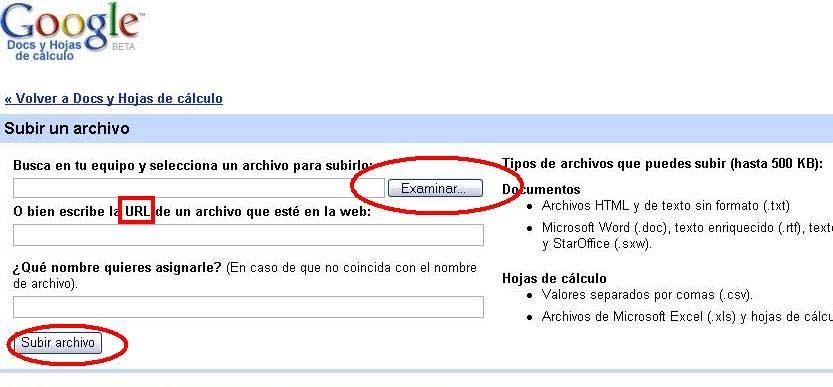 Google™
Docs y Hojas
de cálculo
BETA
« Volver a Docs y Hojas de cálculo
Subir un archivo
Busca en tu equipo y selecciona un archivo para subirlo:
Examinar...
O bien escribe la URL de un archivo que esté en la web:
¿Qué nombre quieres asignarle? (En caso de que no coincida con el nombre
de archivo).
Subir archivo
Tipos de archivos que puedes subir (hasta 500 KB):
Documentos
• Archivos HTML y de texto sin formato (.txt)
• Microsoft Word (.doc), texto enriquecido (.rtf), text
y StarOffice (.sxw).
Hojas de cálculo
• Valores separados por comas (.csv).
• Archivos de Microsoft Excel (.xls) y hojas de cálcu